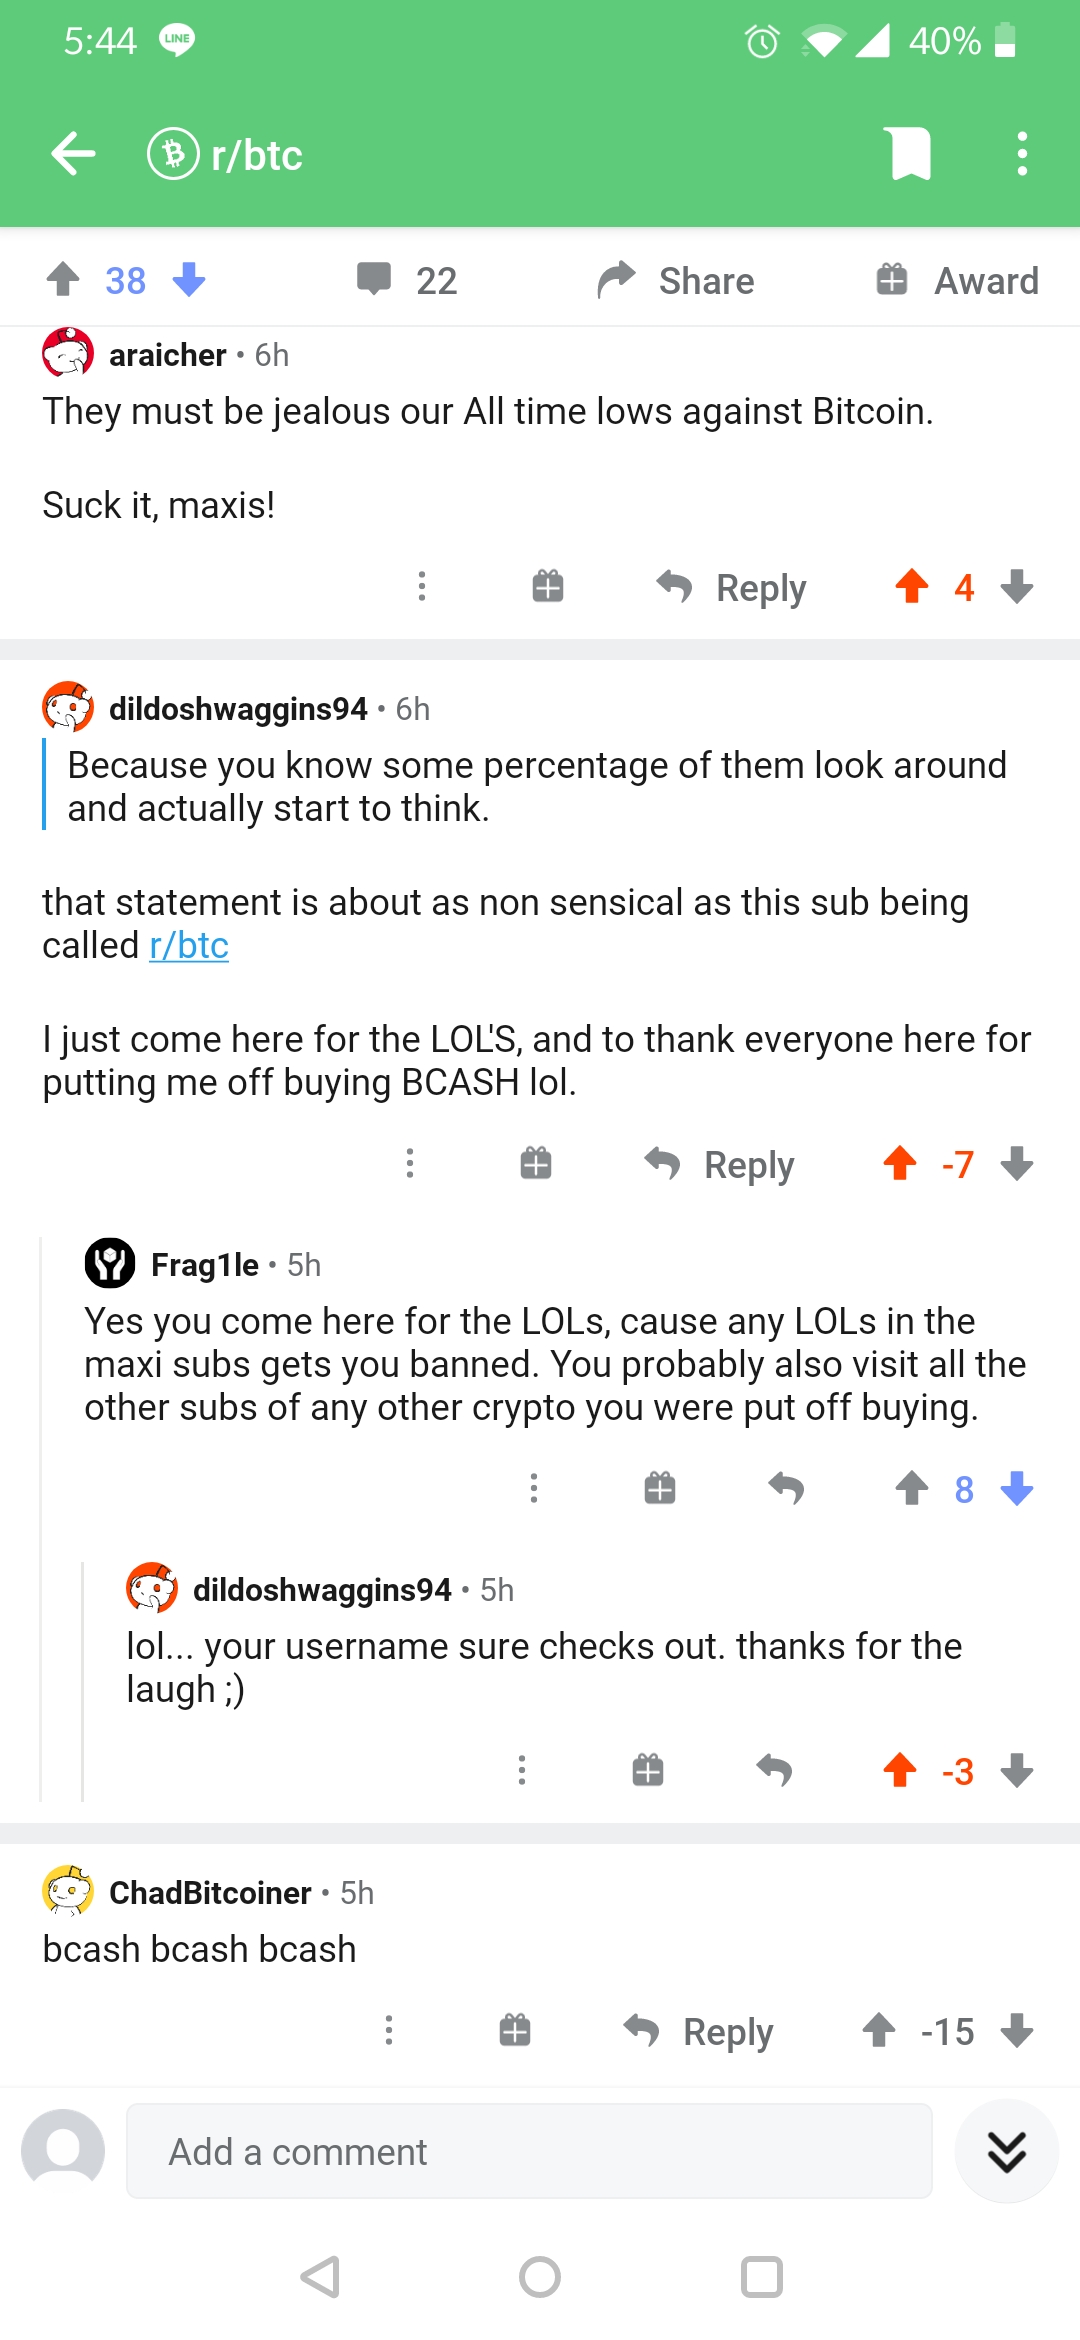 5:44 LINE 40%
r/btc
38 22 Share Award
araicher • 6h
They must be jealous our All time lows against Bitcoin.
Suck it, maxis!
Reply 4
dildoshwaggins94 • 6h
Because you know some percentage of them look around
and actually start to think.
that statement is about as non sensical as this sub being
called r/btc
I just come here for the LOL'S, and to thank everyone here for
putting me off buying BCASH lol.
Reply -7
Frag1le • 5h
Yes you come here for the LOLs, cause any LOLs in the
maxi subs gets you banned. You probably also visit all the
other subs of any other crypto you were put off buying.
8
dildoshwaggins94 • 5h
lol... your username sure checks out. thanks for the
laugh ;)
-3
ChadBitcoiner • 5h
bcash bcash bcash
Reply -15
Add a comment